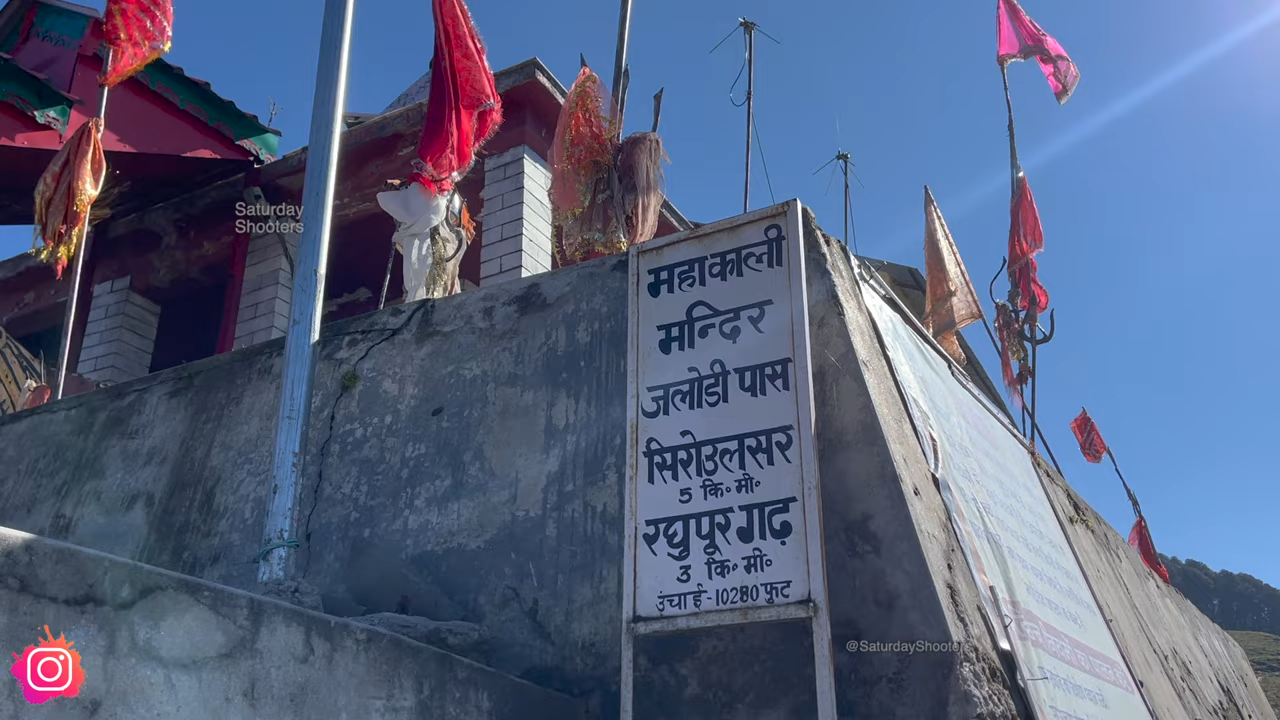 Saturday
Shooters
महाकाली
मन्दिर
जलोडी पास
सिरोउलसर
5 कि॰ मी॰
रघुपूर गढ़
3 कि॰ मी॰
उंचाई-10280 फुट
@SaturdayShooters